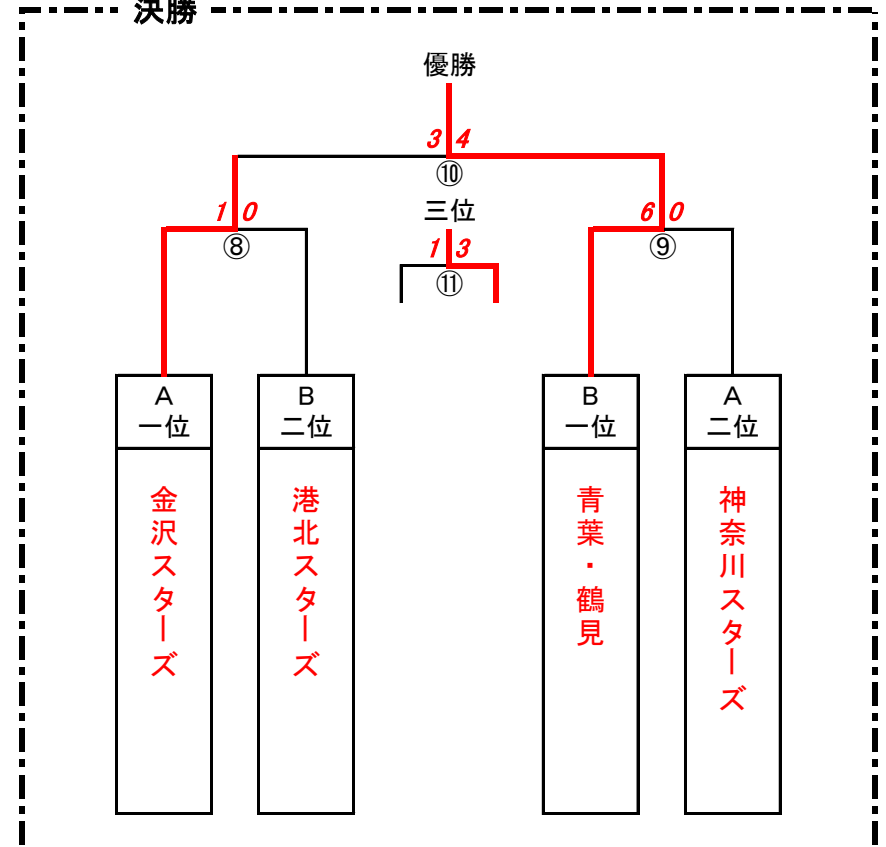 決勝
優勝
3 4
⑩
1 0
三位
6 0
⑧
1 3
⑨
⑪
A
一位
B
二位
B
一位
A
二位
金沢スターズ
港北スターズ
青葉・鶴見
神奈川スターズ